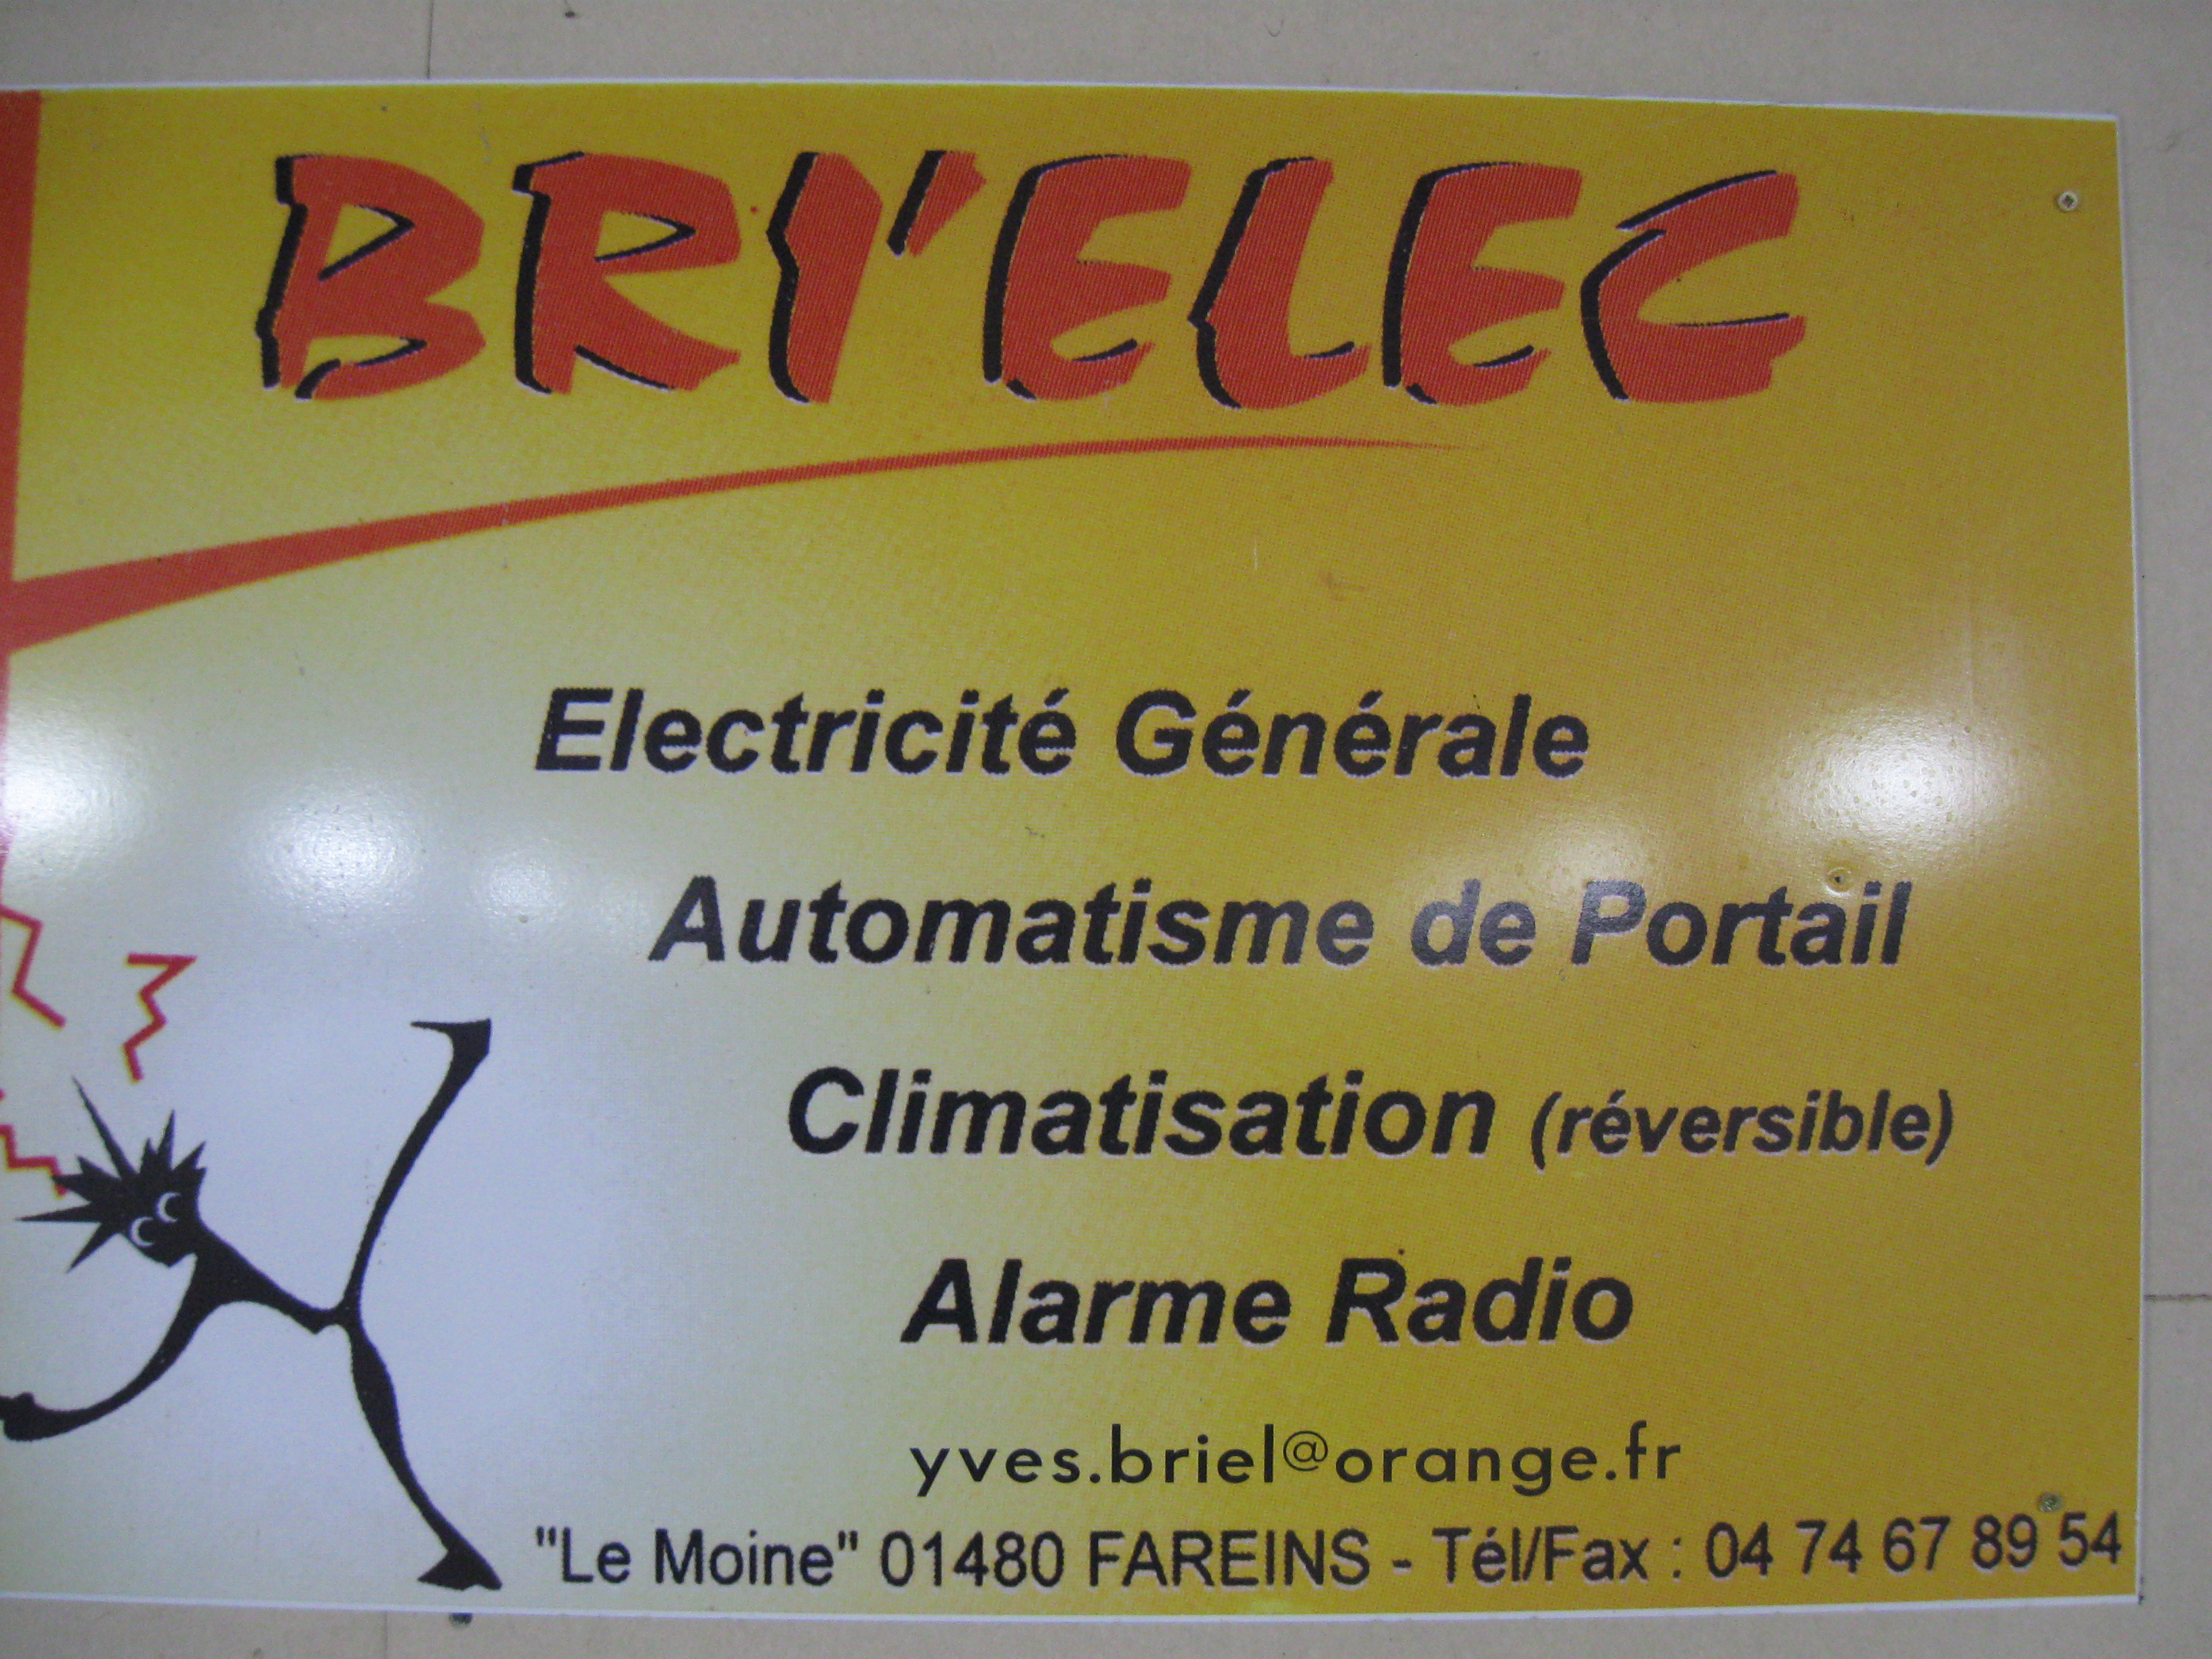 BRI'ELEC
Electricité Générale
Automatisme de Portail
Climatisation (réversible)
Alarme Radio
yves.briel@orange.fr
"Le Moine" 01480 FAREINS - Tél/Fax : 04 74 67 89 54